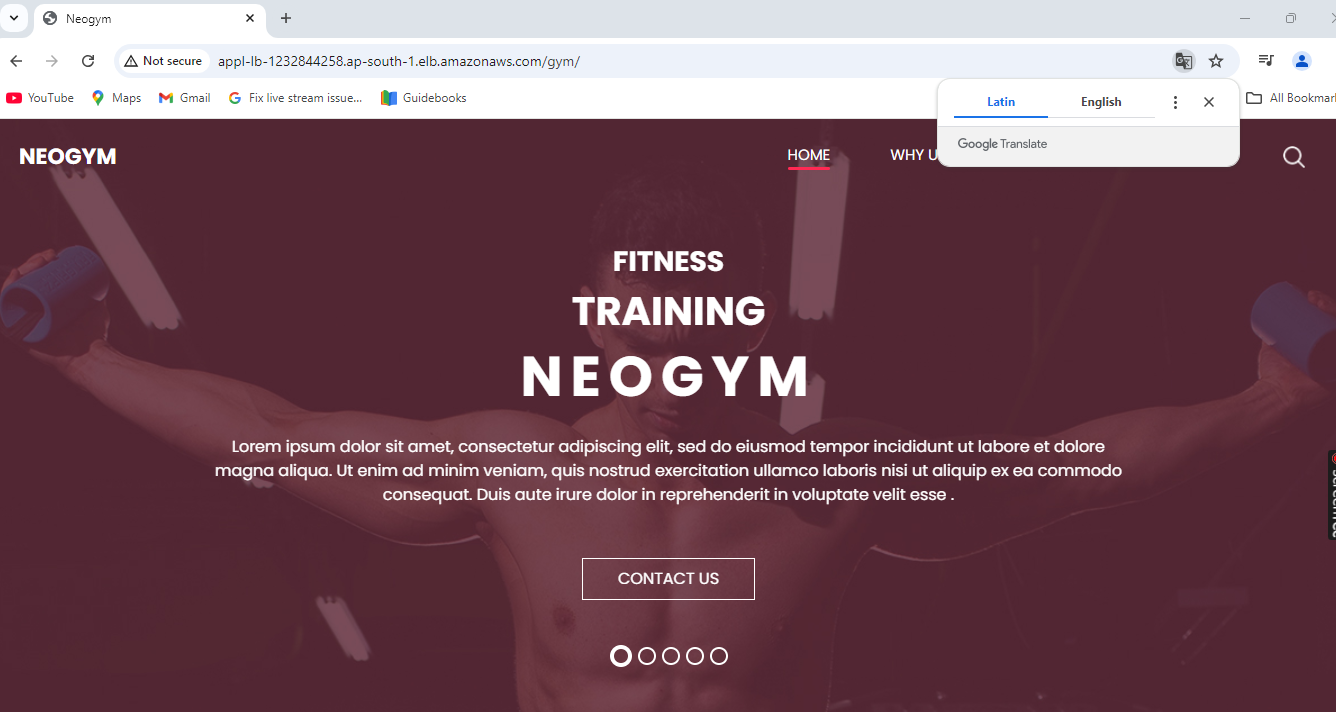 Neogym
Not secure
appl-lb-1232844258.ap-south-1.elb.amazonaws.com/gym/
YouTube
Maps
Gmail
Fix live stream issue...
Guidebooks
All Bookmar
Latin
English
Google Translate
NEOGYM
HOME
WHY U
FITNESS
TRAINING
NEOGYM
Lorem ipsum dolor sit amet, consectetur adipiscing elit, sed do eiusmod tempor incididunt ut labore et dolore
magna aliqua. Ut enim ad minim veniam, quis nostrud exercitation ullamco laboris nisi ut aliquip ex ea commodo
consequat. Duis aute irure dolor in reprehenderit in voluptate velit esse .
CONTACT US